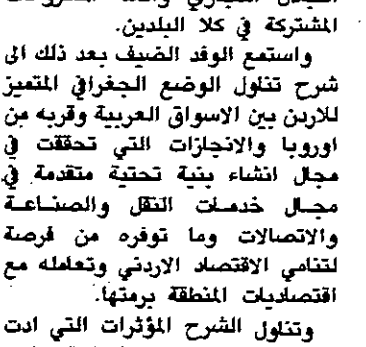 المشتركة في كلا البلدين.
واستمع الوفد الضيف بعد ذلك الى
شرح تناول الوضع الجغرافي المتميز
للاردن بين الاسواق العربية وقربه من
اوروبا والانجازات التي تحققت في
مجال انشاء بنية تحتية متقدمة في
مجال خدمات النقل والصناعة
والاتصالات وما توفره من فرصة
لتنامي الاقتصاد الاردني وتعامله مع
اقتصاديات المنطقة برمتها.
وتناول الشرح المؤثرات التي ادت